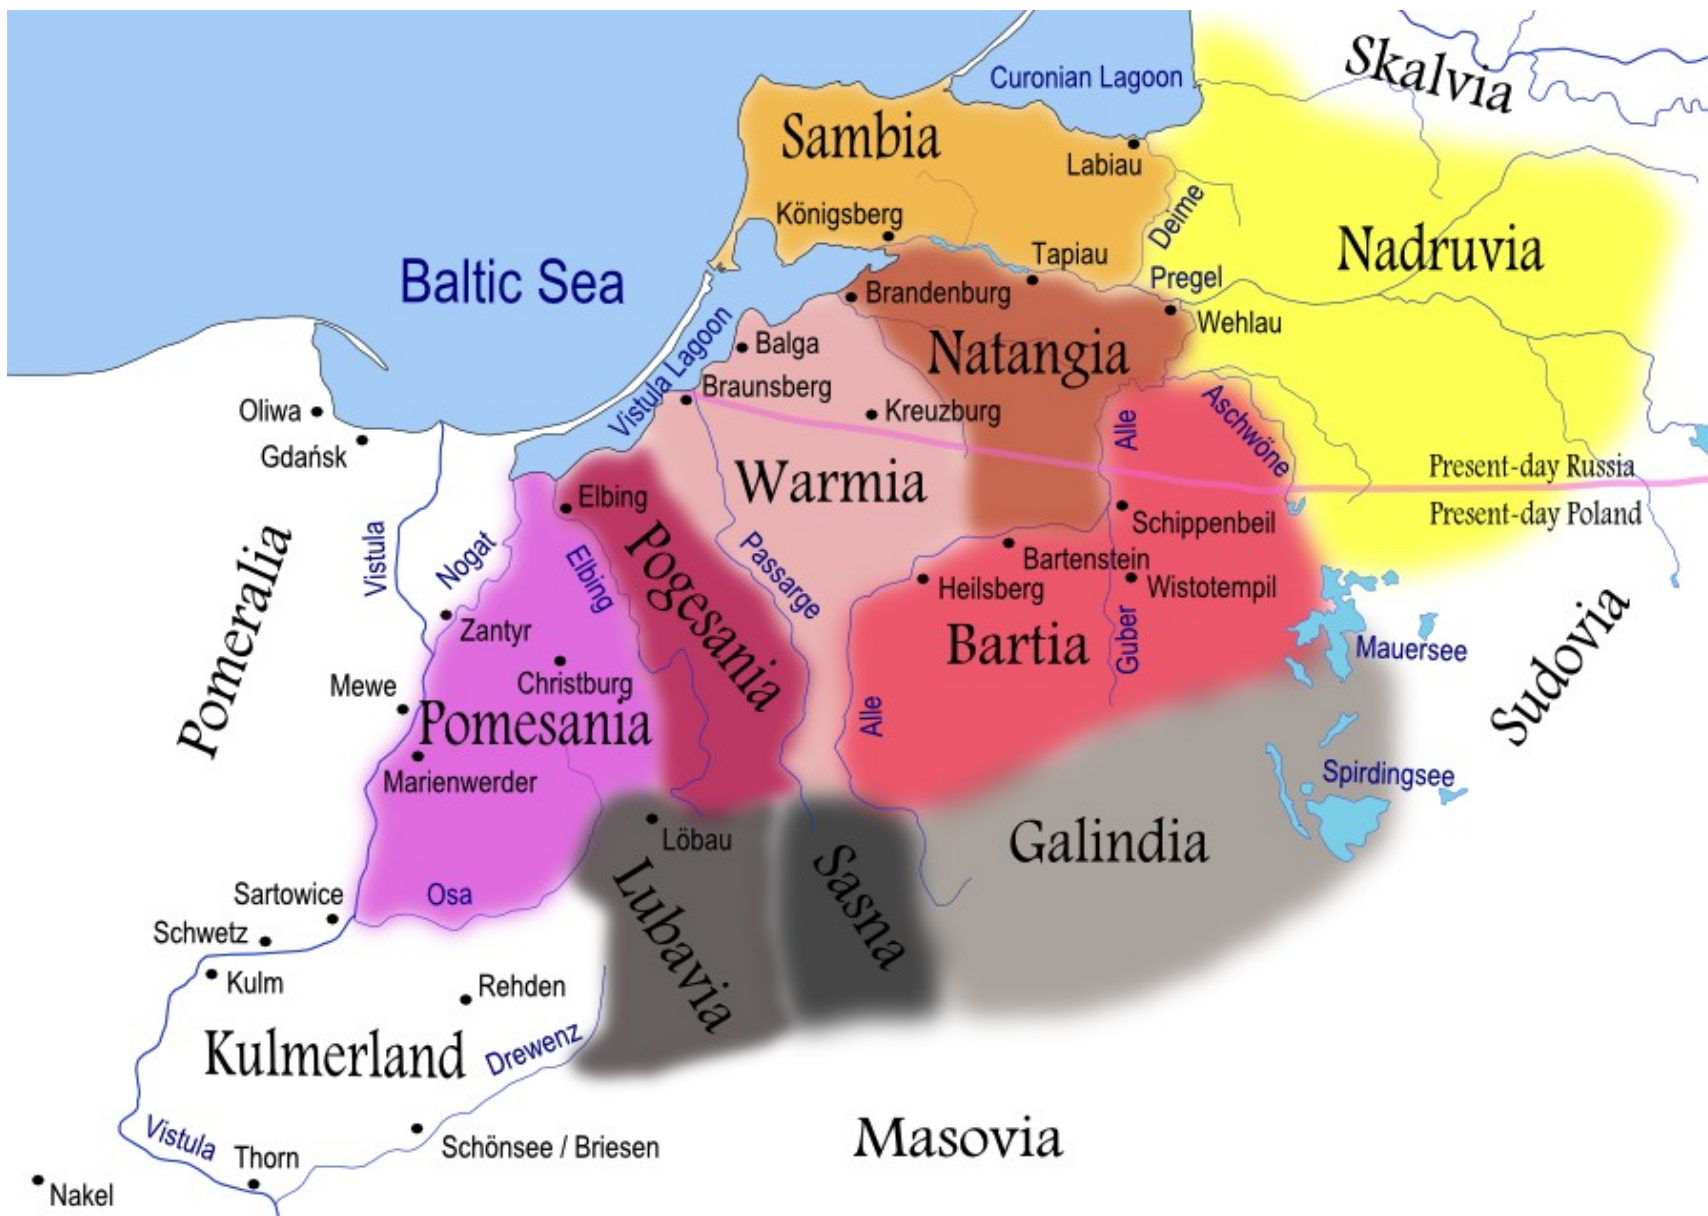 Skalvia
Curonian Lagoon
Sambia
Labiau
Königsberg
Deime
Nadruvia
Tapiau
Baltic Sea
Pregel
Brandenburg
Wehlau
Vistula Lagoon
Balga
Natangia
Braunsberg
Oliwa
Kreuzburg
Alle
Aschwöne
Gdańsk
Warmia
Present-day Russia
Elbing
Present-day Poland
Schippenbeil
Vistula
Nogat
Elbing
Pogesania
Passarge
Bartenstein
Heilsberg
Wistotempil
Pomeralia
Zantyr
Bartia
Guber
Mauersee
Sudovia
Christburg
Mewe
Pomesania
Alle
Marienwerder
Spirdingsee
Löbau
Galindia
Sartowice
Osa
Lubavia
Sasna
Schwetz
Kulm
Rehden
Kulmerland
Drewenz
Vistula
Thorn
Schönsee / Briesen
Masovia
Nakel